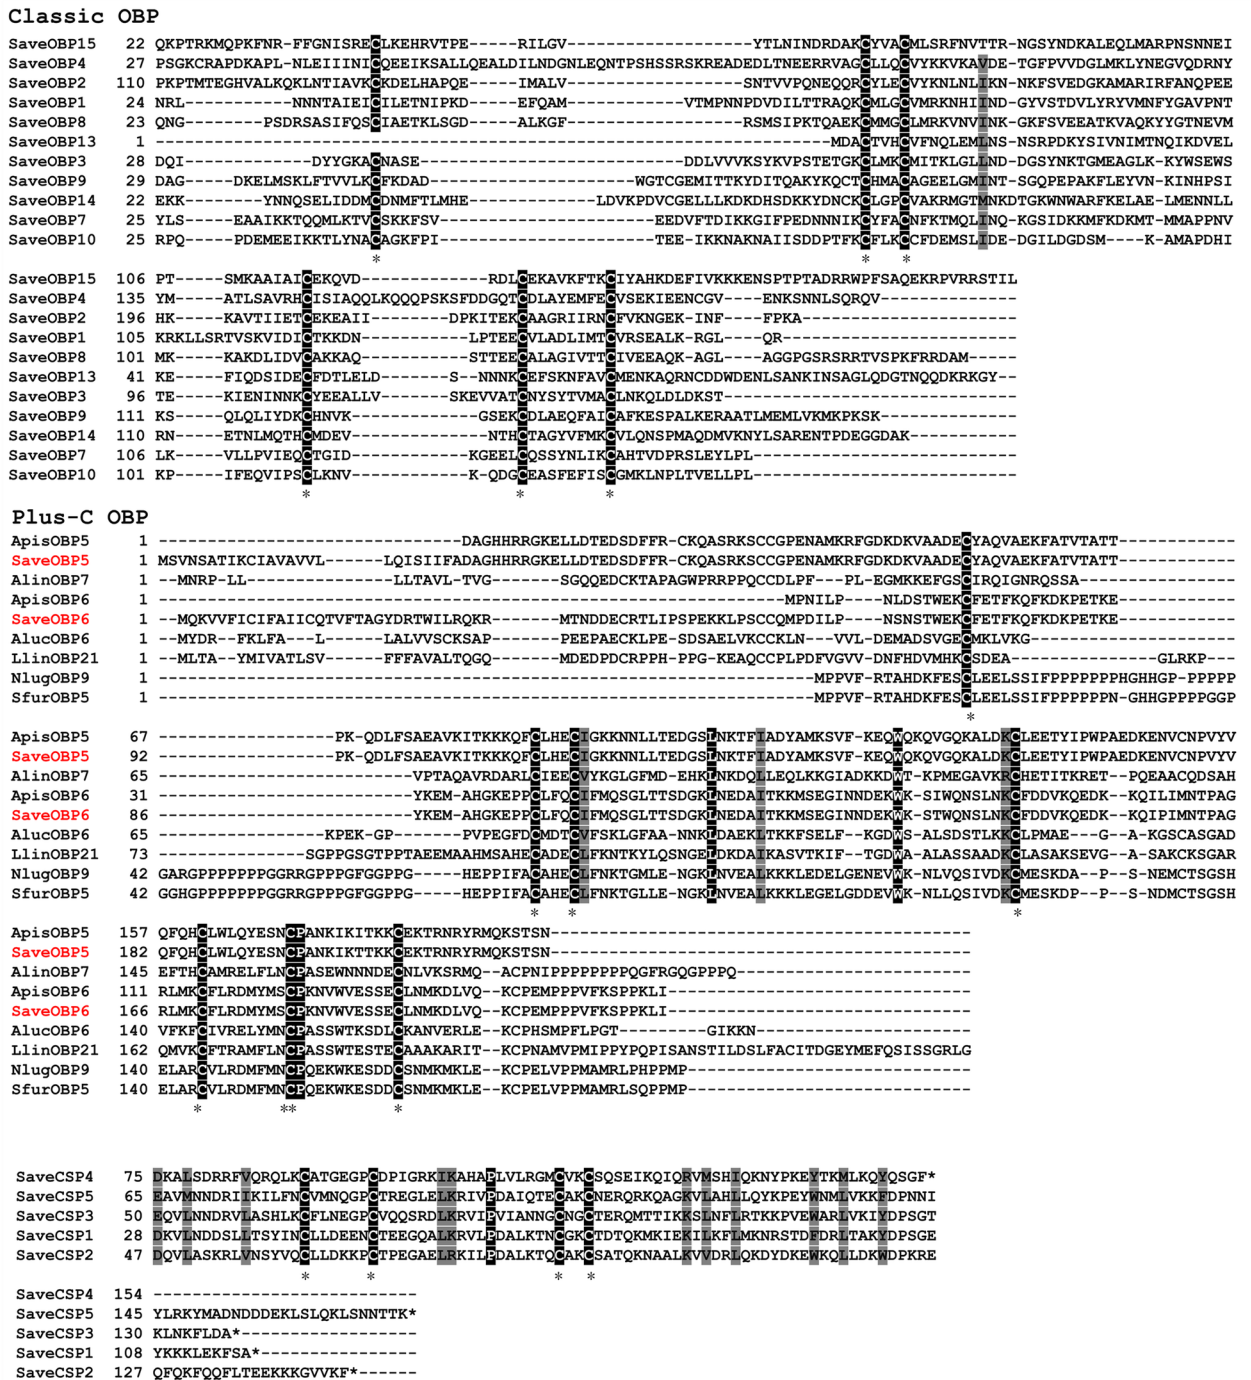 Classic OBP
SaveOBP15 22 QKPTRKMQPKFNR-FFGNISRECLKEHRVTPE-----RILGV-------------------YTLNINDRDAKCYVACMLSRFNVTTR-NGSYNDKALEQLMARPNSNNEI
SaveOBP4 27 PSGKCRAPDKAPL-NLEIIINICQEEIKSALLQEALDILNDGNLEQNTPSHSSRSKREADEDLTNEERRVAGCLLQCVYKKVKAVDE-TGFPVVDGLMKLYNEGVQDRNY
SaveOBP2 110 PKPTMTEGHVALKQKLNTIAVKCKDELHAPQE-----IMALV-------------------SNTVVPQNEQQRCYLECVYKNLNLIKN-NKFSVEDGKAMARIRFANQPEE
SaveOBP1 24 NRL-----------NNNTAIEICILETNIPKD-----EFQAM------------VTMPNNPDVDILTTRAQKCMLGCVMRKNHIIND-GYVSTDVLYRYVMNFYGAVPNT
SaveOBP8 23 QNG--------PSDRSASIFQSCIAETKLSGD-----ALKGF-------------------RSMSIPKTQAEKCMMGCLMRKVNVINK-GKFSVEEATKVAQKYYGTNEVM
SaveOBP13 1 ---------------------------------------------------------------------MDACTVHCVFNQLEMLNS-NSRPDKYSIVNIMTNQIKDVEL
SaveOBP3 28 DQI-------------DYYGKACNASE---------------------------DDLVVVKSYKVPSTETGKCLMKCMITKLGLLND-DGSYNKTGMEAGLK-KYWSEWS
SaveOBP9 29 DAG-----DKELMSKLFTVVLKCFKDAD---------------------WGTCGEMITTKYDITQAKYKQCTCHMACAGEELGMINT-SGQPEPAKFLEYVN-KINHPSI
SaveOBP14 22 EKK--------YNNQSELIDDMCDNMFTLMHE-------------LDVKPDVCGELLLKDKDHSDKKYDNCKCLGPCVAKRMGTMNKDTGKWNWARFKELAE-LMENNLL
SaveOBP7 25 YLS------EAAIKKTQQMLKTVCSKKFSV---------------------EEDVFTDIKKGIFPEDNNNIKCYFACNFKTMQLINQ-KGSIDKKMFKDKMT-MMAPPNV
SaveOBP10 25 RPQ------PDEMEEIKKTLYNACAGKFPI---------------------TEE-IKKNAKNAIISDDPTFKCFLKCCFDEMSLIDE-DGILDGDSM----K-AMAPDHI
SaveOBP15 106 PT-----SMKAAIAICEKQVD-------------RDLCEKAVKFTKCIYAHKDEFIVKKKENSPTPTADRRWPFSAQEKRPVRRSTIL
SaveOBP4 135 YM-----ATLSAVRHCISIAQQLKQQQPSKSFDDGQTCDLAYEMFECVSEKIEENCGV----ENKSNNLSQRQV--------------
SaveOBP2 196 HK-----KAVTIIETCEKEAII---------DPKITEKCAAGRIIRNCFVKNGEK-INF----FPKA----------------------
SaveOBP1 105 KRKLLSRTVSKVIDICTKKDN-----------LPTEECVLADLIMTCVRSEALK-RGL---QR------------------------
SaveOBP8 101 MK-----KAKDLIDVCAKKAQ-----------STTEECALAGIVTTCIVEEAQK-AGL---AGGPGSRSRRTVSPKFRRDAM-----
SaveOBP13 41 KE-----FIQDSIDECFDTLELD-------S--NNNKCEFSKNFAVCMENKAQRNCDDWDENLSANKINSAGLQDGTNQQDKRKGY--
SaveOBP3 96 TE-----KIENINNKCYEEALLV------SKEVVATCNYSYTVMACLNKQLDLDKST------------------------------
SaveOBP9 111 KS-----QLQLIYDKCHNVK-------------GSEKCDLAEQFAICAFKESPALKERAATLMEMLVKMKPKSK--------------
SaveOBP14 110 RN-----ETNLMQTHCMDEV--------------NTHCTAGYVFMKCVLQNSPMAQDMVKNYLSARENTPDEGGDAK-----------
SaveOBP7 106 LK-----VLLPVIEQCTGID-----------KGEELCQSSYNLIKCAHTVDPRSLEYLPL---------------------------
SaveOBP10 101 KP-----IFEQVIPSCLKNV------------K-QDGCEASFEFISCGMKLNPLTVELLPL---------------------------
Plus-C OBP
ApisOBP5 1 -------------------------------DAGHHRRGKELLDTEDSDFFR-CKQASRKSCCGPENAMKRFGDKDKVAADECYAQVAEKFATVTATT------------
SaveOBP5 1 MSVNSATIKCIAVAVVL------LQISIIFADAGHHRRGKELLDTEDSDFFR-CKQASRKSCCGPENAMKRFGDKDKVAADECYAQVAEKFATVTATT------------
AlinOBP7 1 --MNRP-LL---------------LLTAVL-TVG-------SGQQEDCKTAPAGWPRRPPQCCDLPF---PL-EGMKKEFGSCIRQIGNRQSSA----------------
ApisOBP6 1 ----------------------------------------------------------------MPNILP-----NLDSTWEKCFETFKQFKDKPETKE------------
SaveOBP6 1 --MQKVVFICIFAIICQTVFTAGYDRTWILRQKR-------MTNDDECRTLIPSPEKKLPSCCQMPDILP-----NSNSTWEKCFETFKQFKDKPETKE------------
AlucOBP6 1 --MYDR--FKLFA---L------LALVVSCKSAP-------PEEPAECKLPE-SDSAELVKCCKLN---VVL-DEMADSVGECMKLVKG---------------------
LlinOBP21 1 --MLTA--YMIVATLSV------FFFAVALTQGQ-------MDEDPDCRPPH-PPG-KEAQCCPLPDFVGVV-DNFHDVMHKCSDEA---------------GLRKP---
NlugOBP9 1 -------------------------------------------------------------------MPPVF-RTAHDKFESCLEELSSIFPPPPPPPHGHHGP-PPPPP
SfurOBP5 1 -------------------------------------------------------------------MPPVF-RTAHDKFESCLEELSSIFPPPPPPPN-GHHGPPPPGGP
ApisOBP5 67 ------------------PK-QDLFSAEAVKITKKKQFCLHECIGKKNNLLTEDGSLNKTFIADYAMKSVF-KEQWQKQVGQKALDKCLEETYIPWPAEDKENVCNPVYV
SaveOBP5 92 ------------------PK-QDLFSAEAVKITKKKQFCLHECIGKKNNLLTEDGSLNKTFIADYAMKSVF-KEQWQKQVGQKALDKCLEETYIPWPAEDKENVCNPVYV
AlinOBP7 65 --------------------------VPTAQAVRDARLCIEECVYKGLGFMD-EHKLNKDQLLEQLKKGIADKKDWT-KPMEGAVKRCHETITKRET--PQEAACQDSAH
ApisOBP6 31 --------------------------YKEM-AHGKEPPCLFQCIFMQSGLTTSDGKLNEDAITKKMSEGINNDEKWK-SIWQNSLNKCFDDVKQEDK--KQILIMNTPAG
SaveOBP6 86 --------------------------YKEM-AHGKEPPCLFQCIFMQSGLTTSDGKLNEDAITKKMSEGINNDEKWK-STWQNSLNKCFDDVKQEDK--KQIPIMNTPAG
AlucOBP6 65 -----------------KPEK-GP-----PVPEGFDCMDTCVFSKLGFAA-NNKLDAEKLTKKFSELF--KGDWS-ALSDSTLKKCLPMAE---G--A-KGSCASGAD
LlinOBP21 73 ---------------SGPPGSGTPPTAEEMAAHMSAHECADECLFKNTKYLQSNGELDKDAIKASVTKIF--TGDWA-ALASSAADKCLASAKSEVG--A-SAKCKSGAR
NlugOBP9 42 GARGPPPPPPPGGRRGPPPPGFGGPPG-----HEPPIFACAHECLFNKTGMLE-NGKLNVEALKKKLEDELGENEVWK-NLVQSIVDKCMESKDA--P--S-NEMCTSGSH
SfurOBP5 42 GGHGPPPPPPPGGRRGPPPPGFGGPPG-----HEPPIFACAHECLFNKTGLLE-NGKLNVEALKKKLEGELGDDEVWK-NLLQSIVDKCMESKD--P--S-NDMCTSGSH
ApisOBP5 157 QFQHCLWLQYESNCPANKIKITKKCEKTRNRYRMQKSTSN-------------------------------------------
SaveOBP5 182 QFQHCLWLQYESNCPANKIKTTKKCEKTRNRYRMQKSTSN-------------------------------------------
AlinOBP7 145 EFTHCAMRELFLNCPASEWNNNDECNLVKSRMQ--ACPNIPPPPPPPPQGFRGQGPPPQ------------------------
ApisOBP6 111 RLMKCFLRDMYMSCPKNVWVESSECLNMKDLVQ--KCPEMPPPVFKSPPKLI-------------------------------
SaveOBP6 166 RLMKCFLRDMYMSCPKNVWVESSECLNMKDLVQ--KCPEMPPPVFKSPPKLI-------------------------------
AlucOBP6 140 VFKFCIVRELYMNCPASSWTKSDLCKANVERLE--KCPHSMPFLPGT---------GIKKN----------------------
LlinOBP21 162 QMVKCFTRAMFLNCPASSWTESTECAAAKARIT--KCPNAMVPMIPPYPQPISANSTILDSLFACITDGEYMEFQSISSGRLG
NlugOBP9 140 ELARCVLRDMFMNCPQEKWKESDDCSNMKMKLE--KCPELVPPMAMRLPHPPMP-----------------------------
SfurOBP5 140 ELARCVLRDMFMNCPQEKWKESDDCSNMKMKLE--KCPELVPPMAMRLSQPPMP-----------------------------
SaveCSP4 75 DKALSDRRFVQRQLKCATGEGPCDPIGRKIKAHAPLVLRGMCVKCSQSEIKQIQRVMSHIQKNYPKEYTKMLKQYQSGF*
SaveCSP5 65 EAVMNNDRIIKILFNCVMNQGPCTREGLELKRIVPDAIQTECAKCNERQRKQAGKVLAHLLQYKPEYWNMLVKKFDPNNI
SaveCSP3 50 EQVLNNDRVLASHLKCFLNEGPCVQQSRDLKRVIPVIANNGCNGCTERQMTTIKKSLNFLRTKKPVEWARLVKIYDPSGT
SaveCSP1 28 DKVLNDDSLLTSYINCLLDEENCTEEGQALKRVLPDALKTNCGKCTDTQKMKIEKILKFLMKNRSTDFDRLTAKYDPSGE
SaveCSP2 47 DQVLASKRLVNSYVQCLLDKKPCTPEGAELRKILPDALKTQCAKCSATQKNAALKVVDRLQKDYDKEWKQLLDKWDPKRE
SaveCSP4 154 ---------------------------
SaveCSP5 145 YLRKYMADNDDDEKLSLQKLSNNTTK*
SaveCSP3 130 KLNKFLDA*------------------
SaveCSP1 108 YKKKLEKFSA*----------------
SaveCSP2 127 QFQKFQQFLTEEKKKGVVKF*------